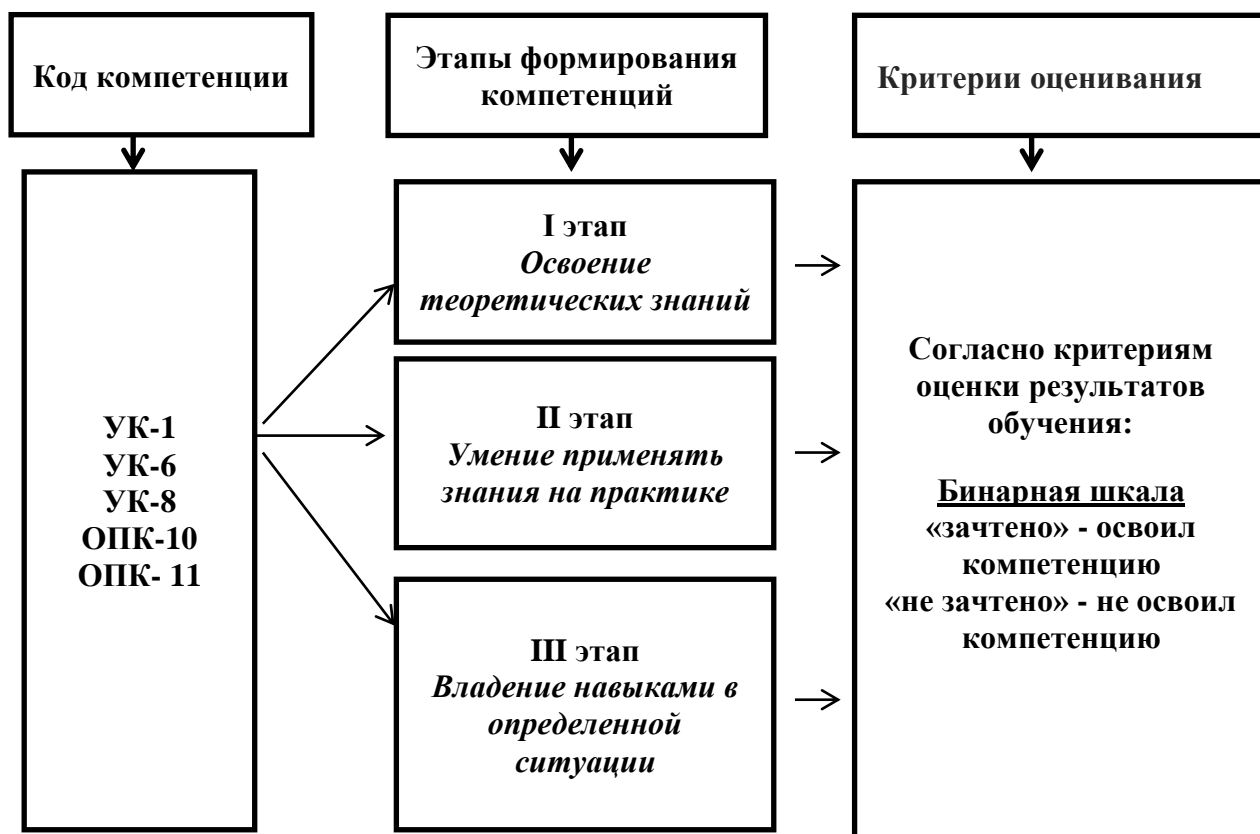 Код компетенции
Этапы формирования
компетенций
Критерии оценивания
УК-1
УК-6
УК-8
ОПК-10
ОПК- 11
I этап
Освоение
теоретических знаний
II этап
Умение применять
знания на практике
III этап
Владение навыками в
определенной
ситуации
Согласно критериям
оценки результатов
обучения:
Бинарная шкала
«зачтено» - освоил
компетенцию
«не зачтено» - не освоил
компетенцию